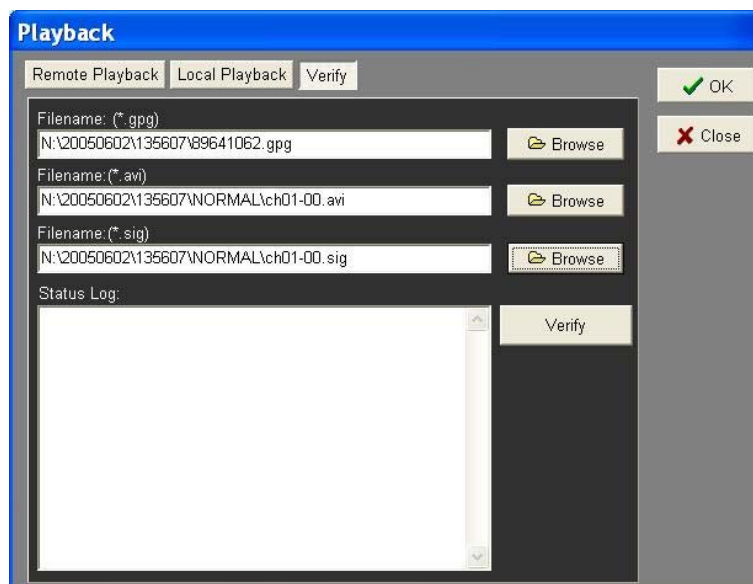 Playback
Remote Playback Local Playback Verify
OK
Close
Filename: (*.gpg)
N:\20050602\135607\89641062.gpg
Browse
Filename:(*.avi)
N:\20050602\135607\NORMAL\ch01-00.avi
Browse
Filename:(*.sig)
N:\20050602\135607\NORMAL\ch01-00.sig
Browse
Status Log:
Verify